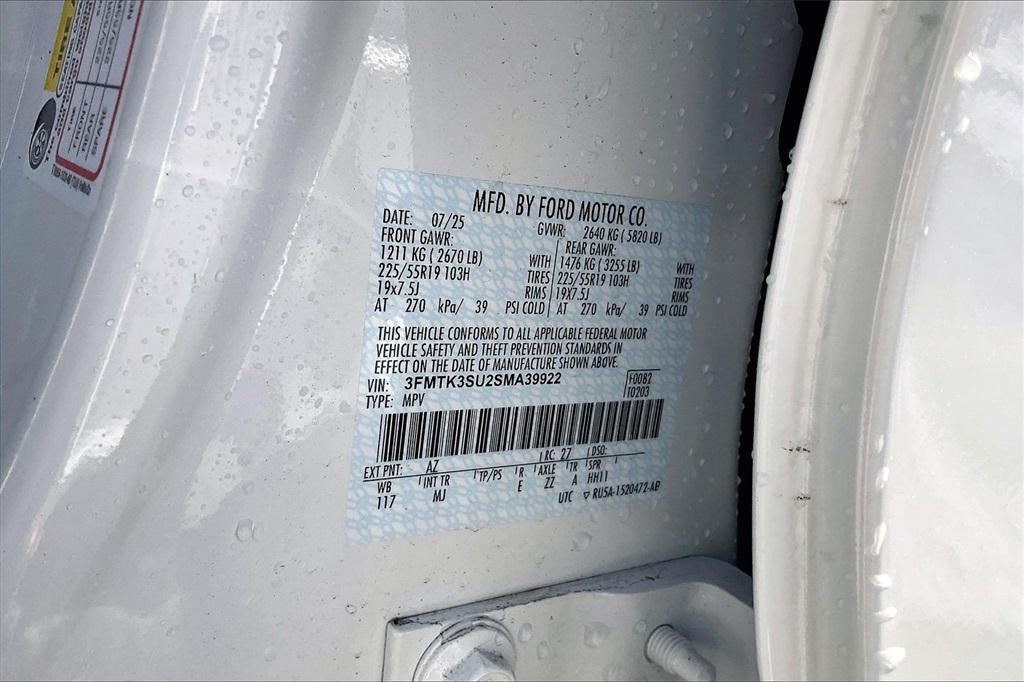 MFD. BY FORD MOTOR CO.
DATE: 07/25 GVWR: 2640 KG ( 5820 LB)
FRONT GAWR: REAR GAWR:
1211 KG ( 2670 LB) WITH 1476 KG ( 3255 LB) WITH
225/55R19 103H TIRES 225/55R19 103H TIRES
19x7.5J RIMS 19X7.5J RIMS
AT 270 kPa/ 39 PSI COLD AT 270 kPa/ 39 PSI COLD
THIS VEHICLE CONFORMS TO ALL APPLICABLE FEDERAL MOTOR
VEHICLE SAFETY AND THEFT PREVENTION STANDARDS IN
EFFECT ON THE DATE OF MANUFACTURE SHOWN ABOVE.
VIN: 3FMTK3SU2SMA39922 F0082
TYPE: MPV T0203
EXT PNT: AZ RC: 27 DSO:
WB INT TR TP/PS R AXLE TR SPR
117 MJ E ZZ A HH11
UTC ▽ RU5A-1520472-AB
FRONT
REAR
SPARE